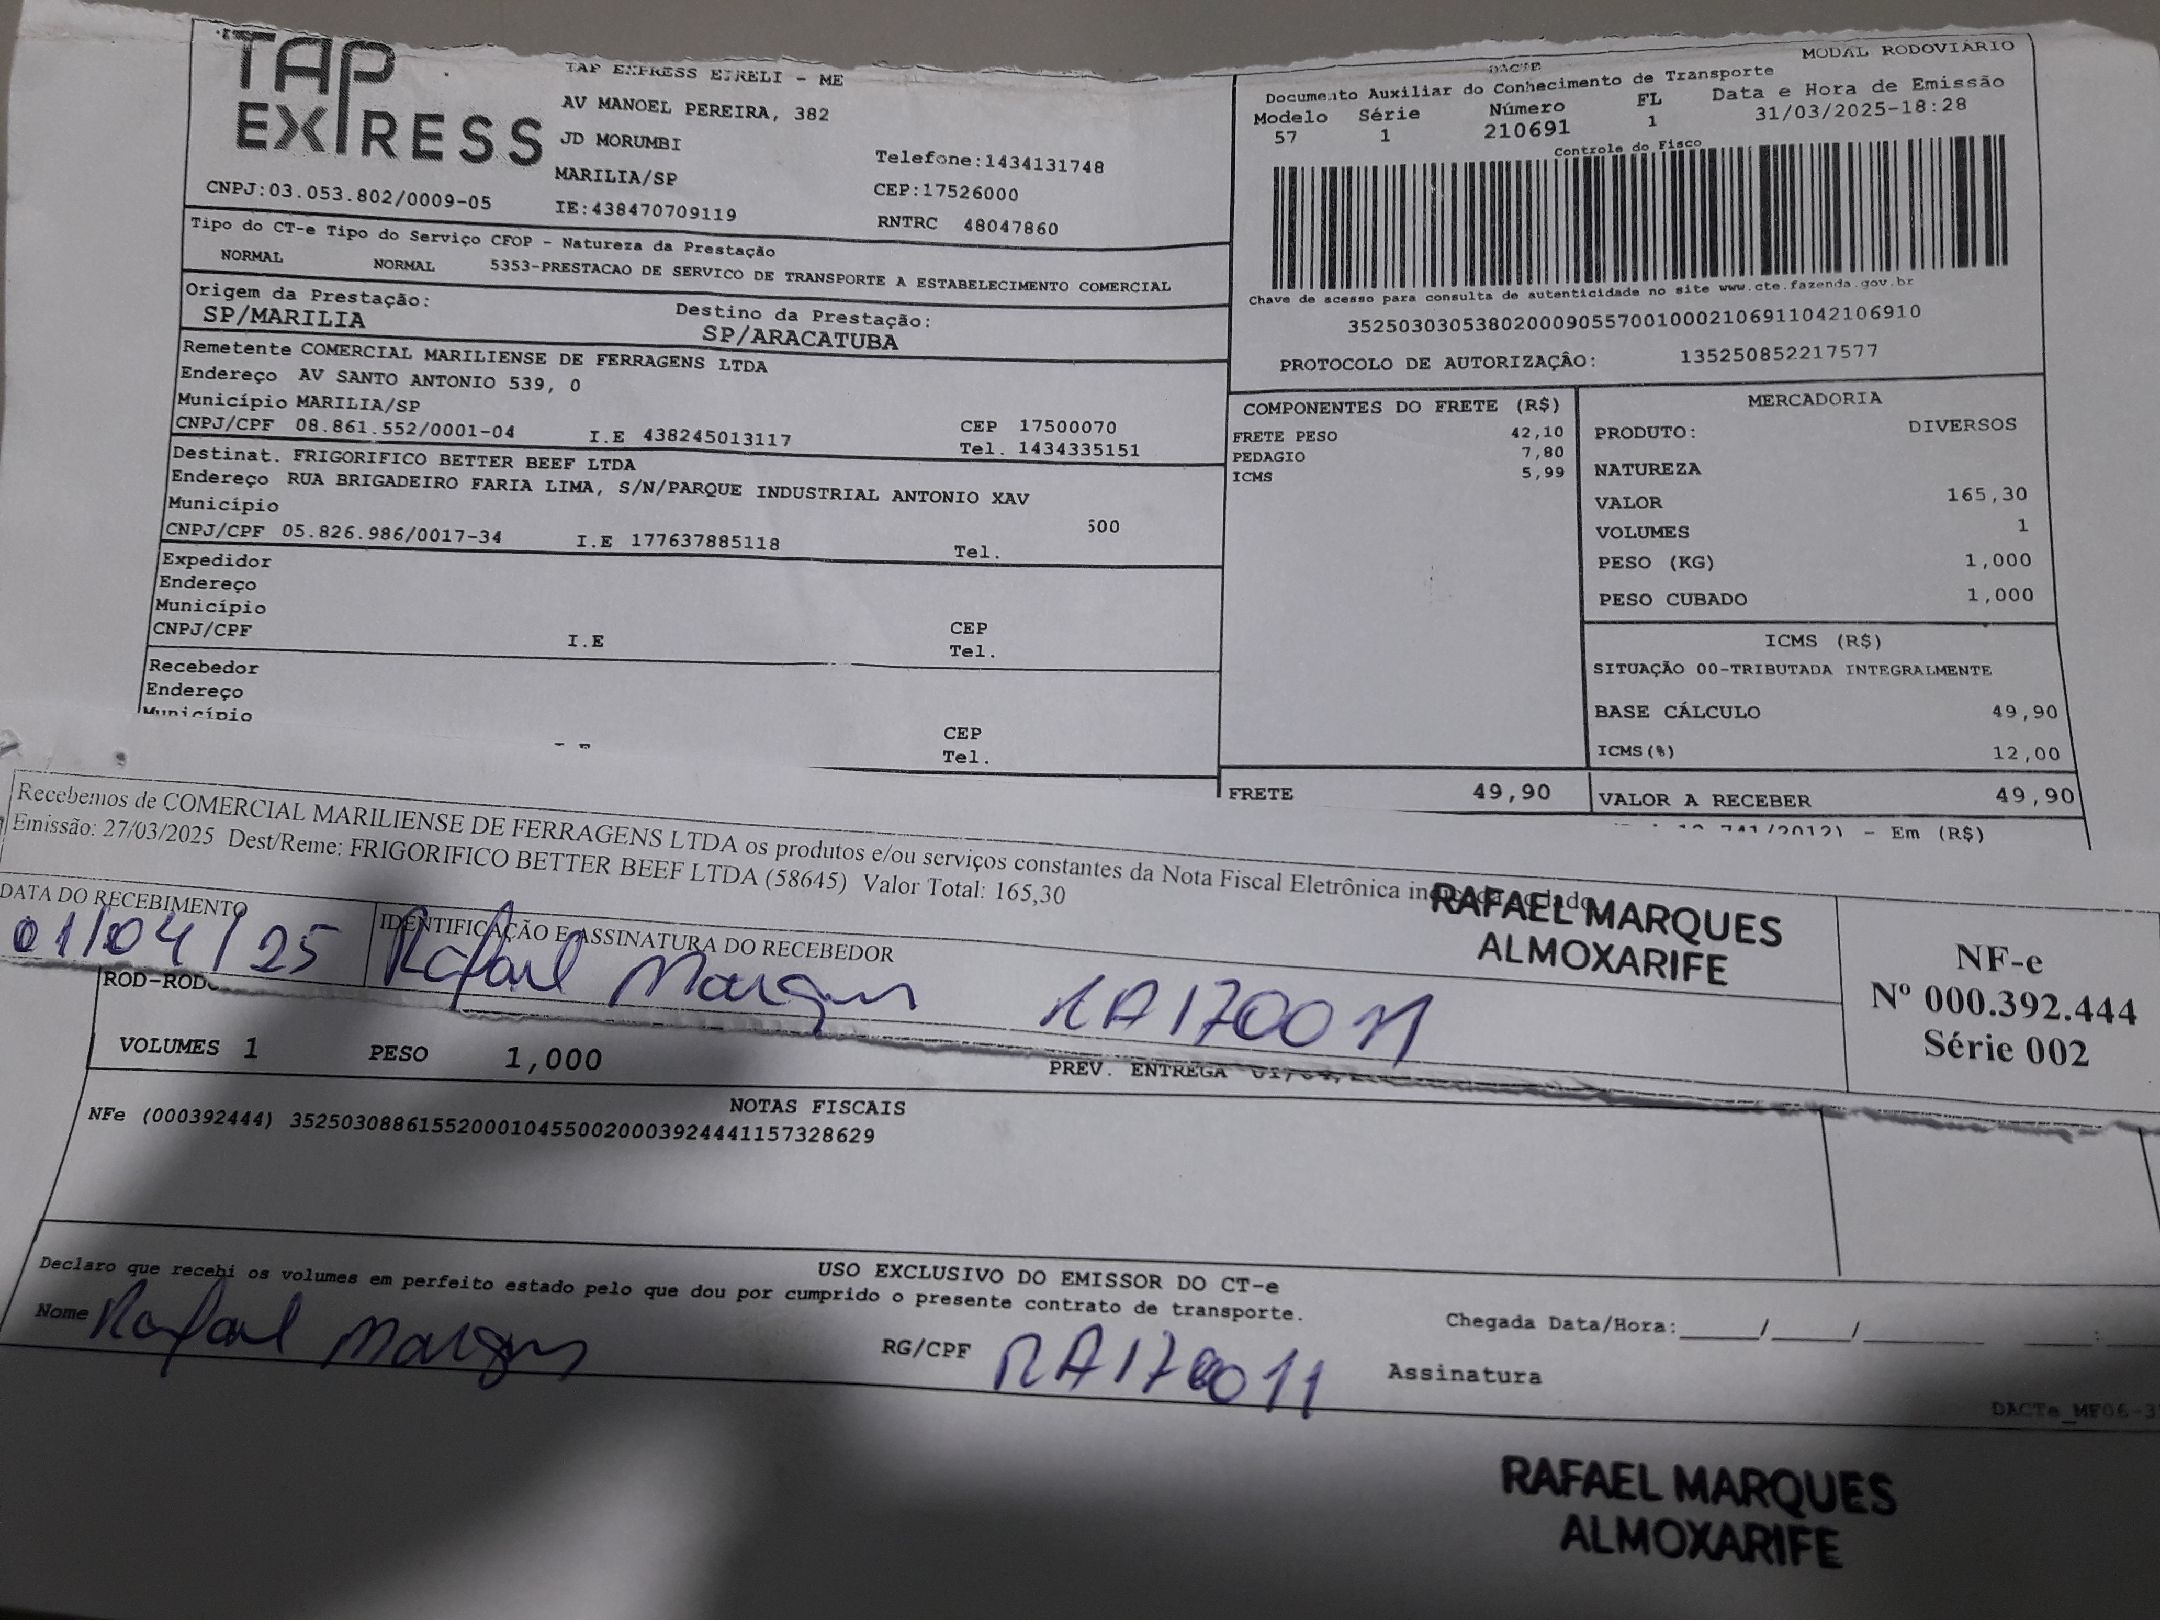 TAP
EXPRESS
CNPJ:03.053.802/0009-05
TAP EXPRESS EIRELI - ME
AV MANOEL PEREIRA, 382
JD MORUMBI
MARILIA/SP
IE:438470709119
Telefone:1434131748
CEP:17526000
RNTRC 48047860
Tipo do CT-e Tipo do Serviço CFOP - Natureza da Prestação
NORMAL NORMAL 5353-PRESTACAO DE SERVICO DE TRANSPORTE A ESTABELECIMENTO COMERCIAL
Origem da Prestação:
SP/MARILIA
Destino da Prestação:
SP/ARACATUBA
Remetente COMERCIAL MARILIENSE DE FERRAGENS LTDA
Endereço AV SANTO ANTONIO 539, 0
Município MARILIA/SP
CNPJ/CPF 08.861.552/0001-04 I.E 438245013117
CEP 17500070
Tel. 1434335151
Destinat. FRIGORIFICO BETTER BEEF LTDA
Endereço RUA BRIGADEIRO FARIA LIMA, S/N/PARQUE INDUSTRIAL ANTONIO XAV
Município 500
CNPJ/CPF 05.826.986/0017-34 I.E 177637885118 Tel.
Expedidor
Endereço
Município
CNPJ/CPF I.E
CEP
Tel.
Recebedor
Endereço
Município
CEP
Tel.
MODAL RODOVIÁRIO
DACTE
Documento Auxiliar do Conhecimento de Transporte
Modelo Série Número FL Data e Hora de Emissão
57 1 210691 1 31/03/2025-18:28
Controle do Fisco
Chave de acesso para consulta de autenticidade no site www.cte.fazenda.gov.br
35250303053802000905570010002106911042106910
PROTOCOLO DE AUTORIZAÇÃO: 135250852217577
COMPONENTES DO FRETE (R$)
FRETE PESO 42,10
PEDAGIO 7,80
ICMS 5,99
FRETE 49,90
MERCADORIA
PRODUTO: DIVERSOS
NATUREZA
VALOR 165,30
VOLUMES 1
PESO (KG) 1,000
PESO CUBADO 1,000
ICMS (R$)
SITUAÇÃO 00-TRIBUTADA INTEGRALMENTE
BASE CÁLCULO 49,90
ICMS(%) 12,00
VALOR A RECEBER 49,90
741/2012) - Em (R$)
Recebemos de COMERCIAL MARILIENSE DE FERRAGENS LTDA os produtos e/ou serviços constantes da Nota Fiscal Eletrônica
Emissão: 27/03/2025 Dest/Reme: FRIGORIFICO BETTER BEEF LTDA (58645) Valor Total: 165,30
RAFAEL MARQUES
ALMOXARIFE
DATA DO RECEBIMENTO
01/04/25
IDENTIFICAÇÃO E ASSINATURA DO RECEBEDOR
Rafael Marques RA170011
NF-e
Nº 000.392.444
Série 002
VOLUMES 1 PESO 1,000 PREV. ENTREGA
NOTAS FISCAIS
NFe (000392444) 35250308861552000104550020003924441157328629
USO EXCLUSIVO DO EMISSOR DO CT-e
Declaro que recebi os volumes em perfeito estado pelo que dou por cumprido o presente contrato de transporte.
Nome Rafael Marques
RG/CPF RA170011
Chegada Data/Hora:_____/_____/_______ ____:
Assinatura
RAFAEL MARQUES
ALMOXARIFE